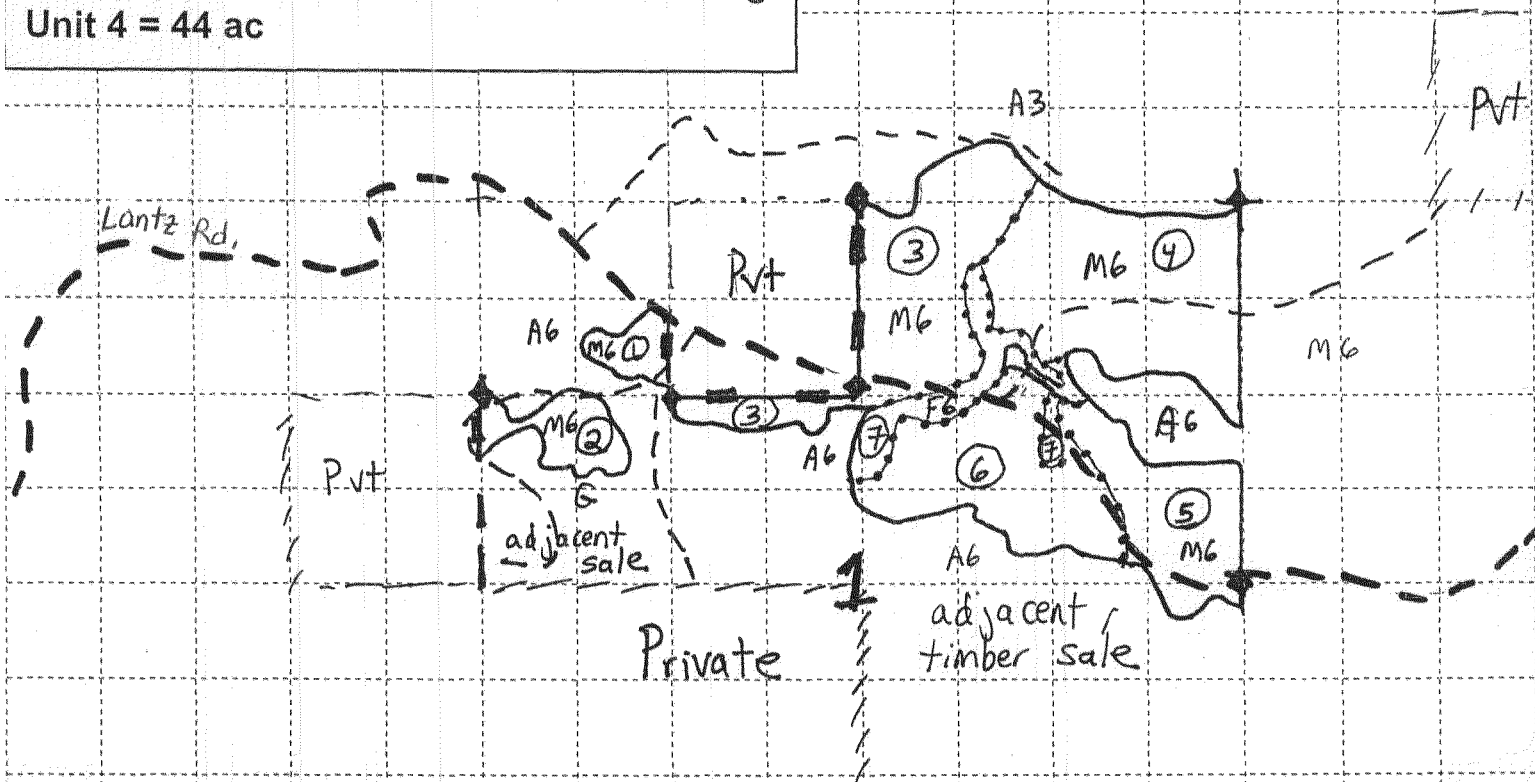 Unit 4 = 44 ac
A3
Pvt
Lantz Rd.
Pvt
3
M6
4
A6
M6
1
M6
M6
3
M6
2
7
F6
A6
A6
6
7
Pvt
G
5
M6
adjacent
sale
A6
1
adjacent
timber sale
Private